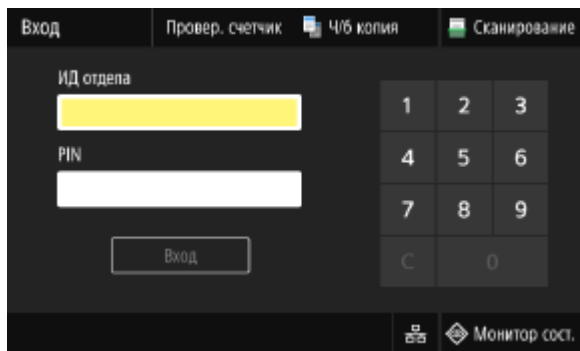 Вход Провер. счетчик Ч/б копия Сканирование
ИД отдела
1 2 3
PIN
4 5 6
7 8 9
Вход
C 0
Монитор сост.